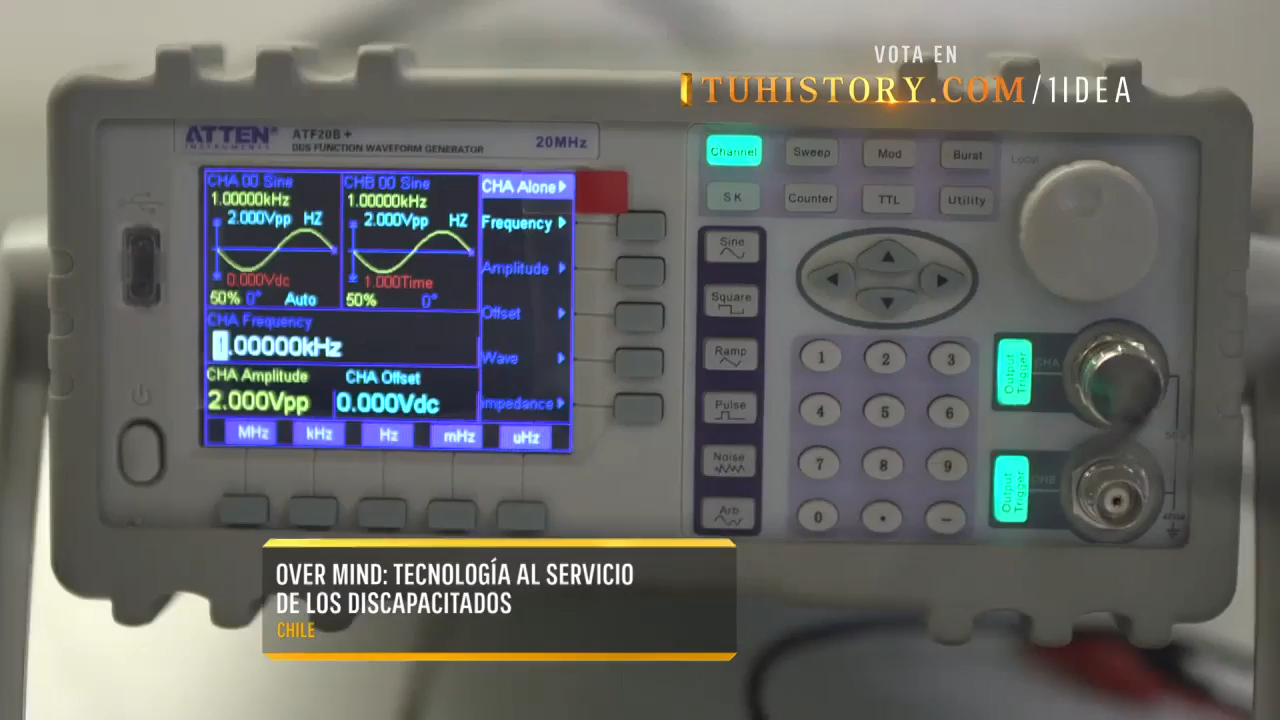 VOTA EN
TUHISTORY.COM/1IDEA
ATTEN
INSTRUMENTS
ATF20B+
DDS FUNCTION WAVEFORM GENERATOR
20MHz
CHA 00 Sine
1.00000kHz
2.000Vpp HZ
0.000Vdc
50% 0° Auto
CHB 00 Sine
1.00000kHz
2.000Vpp HZ
1.000Time
50% 0°
CHA Alone
Frequency
Amplitude
Offset
Wave
Impedance
CHA Frequency
1.00000kHz
CHA Amplitude
2.000Vpp
CHA Offset
0.000Vdc
MHz kHz Hz mHz uHz
Channel Sweep Mod Burst
SK Counter TTL Utility
Local
Sine
Square
Ramp
Pulse
Noise
Arb
1 2 3
4 5 6
7 8 9
0 • −
Output
Trigger
CHA
Output
Trigger
CHB
OVER MIND: TECNOLOGÍA AL SERVICIO
DE LOS DISCAPACITADOS
CHILE